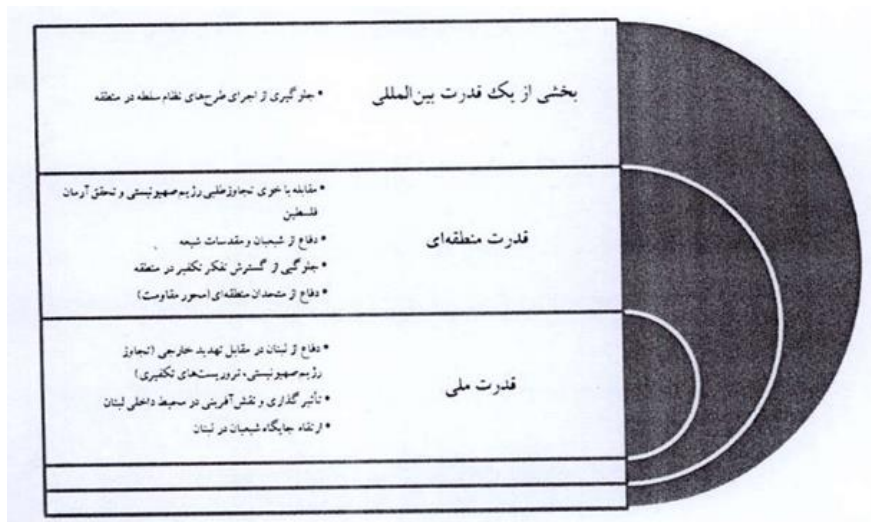 بخشی از یک قدرت بین‌المللی
• جلوگیری از اجرای طرح‌های نظام سلطه در منطقه
قدرت منطقه‌ای
• مقابله با خوی تجاوزطلبی رژیم صهیونیستی و تحقق آرمان
فلسطین
• دفاع از شیعیان و مقدسات شیعه
• جلوگیی از گسترش تفکر تکفیر در منطقه
• دفاع از متحدان منطقه‌ای (محور مقاومت)
قدرت ملی
• دفاع از لبنان در مقابل تهدید خارجی (تجاوز
رژیم صهیونیستی، تروریست‌های تکفیری)
• تأثیرگذاری و نقش‌آفرینی در محیط داخلی لبنان
• ارتقاء جایگاه شیعیان در لبنان